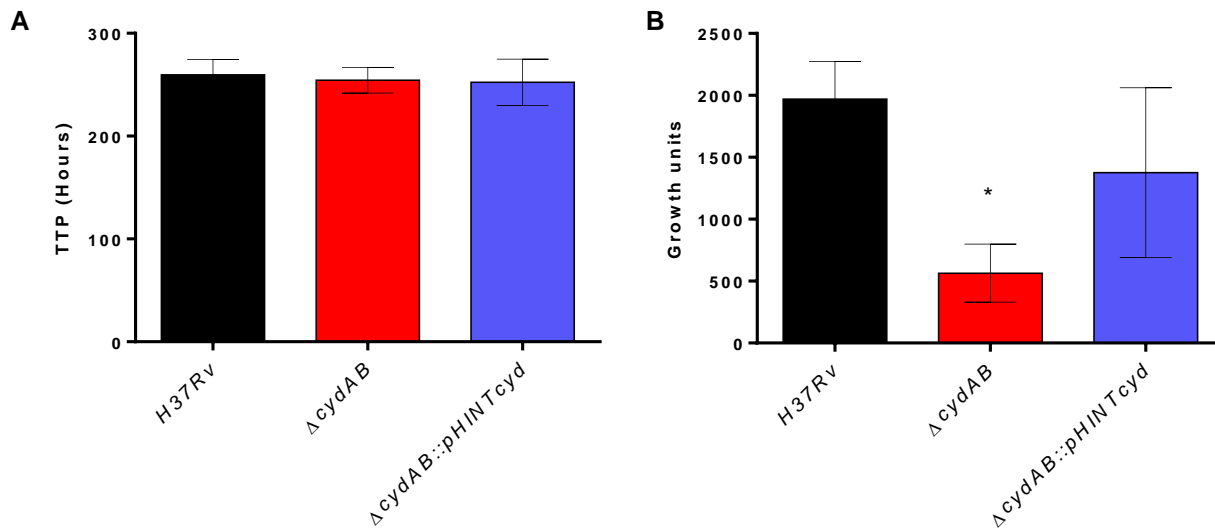 A
TTP (Hours)
300
200
100
0
H37Rv
ΔcydAB
ΔcydAB::pHINTcyd
B
Growth units
2500
2000
1500
1000
500
0
*
H37Rv
ΔcydAB
ΔcydAB::pHINTcyd